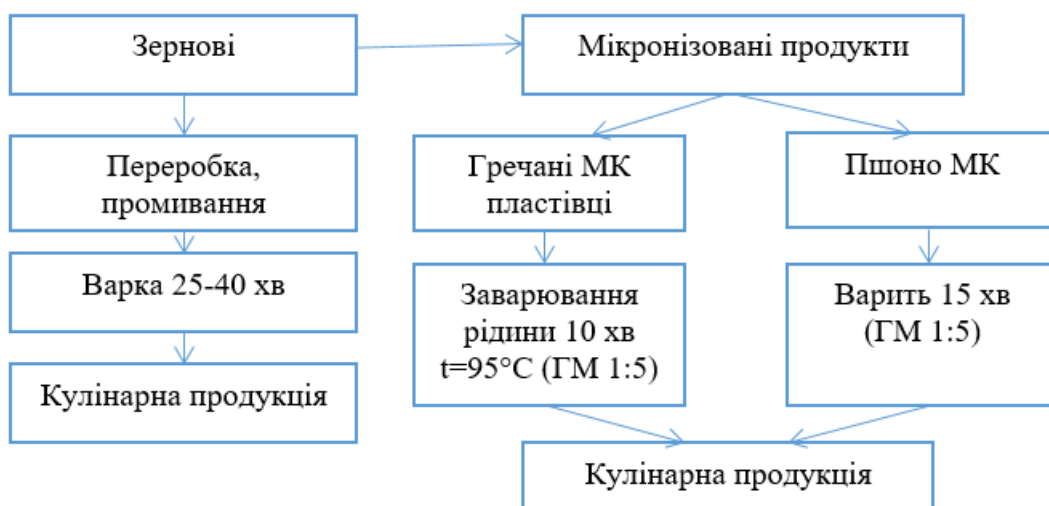 Зернові
Мікронізовані продукти
Переробка,
промивання
Гречані МК
пластівці
Пшоно МК
Варка 25-40 хв
Заварювання
рідини 10 хв
t=95°C (ГМ 1:5)
Варить 15 хв
(ГМ 1:5)
Кулінарна продукція
Кулінарна продукція